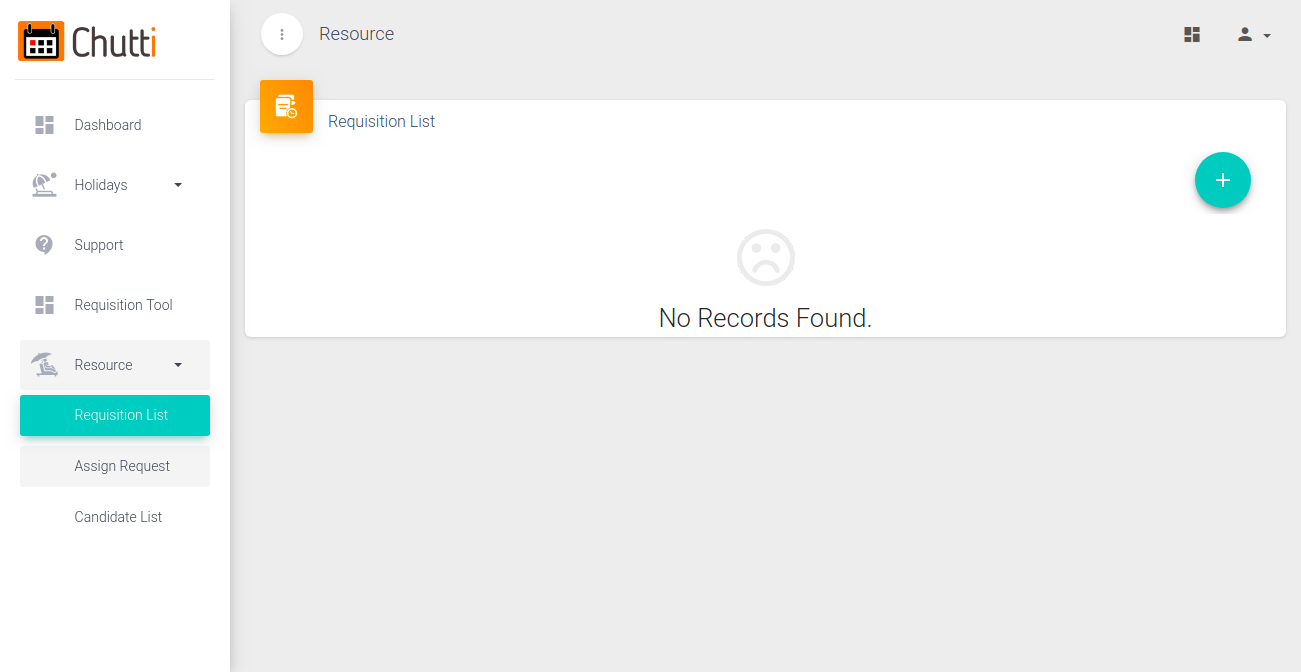 Chutti
Dashboard
Holidays
Support
Requisition Tool
Resource
Requisition List
Assign Request
Candidate List
Resource
Requisition List
No Records Found.